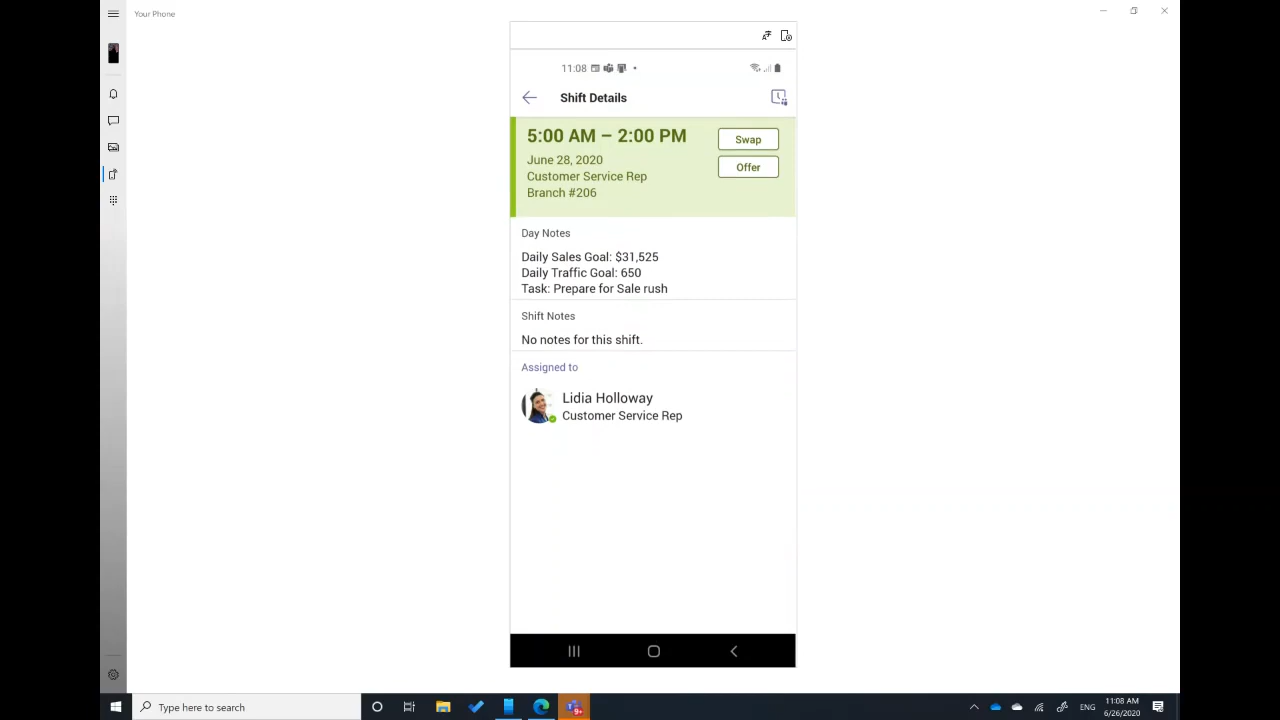 Your Phone
11:08
Shift Details
5:00 AM – 2:00 PM
Swap
June 28, 2020
Offer
Customer Service Rep
Branch #206
Day Notes
Daily Sales Goal: $31,525
Daily Traffic Goal: 650
Task: Prepare for Sale rush
Shift Notes
No notes for this shift.
Assigned to
Lidia Holloway
Customer Service Rep
Type here to search
9+
ENG
11:08 AM
6/26/2020